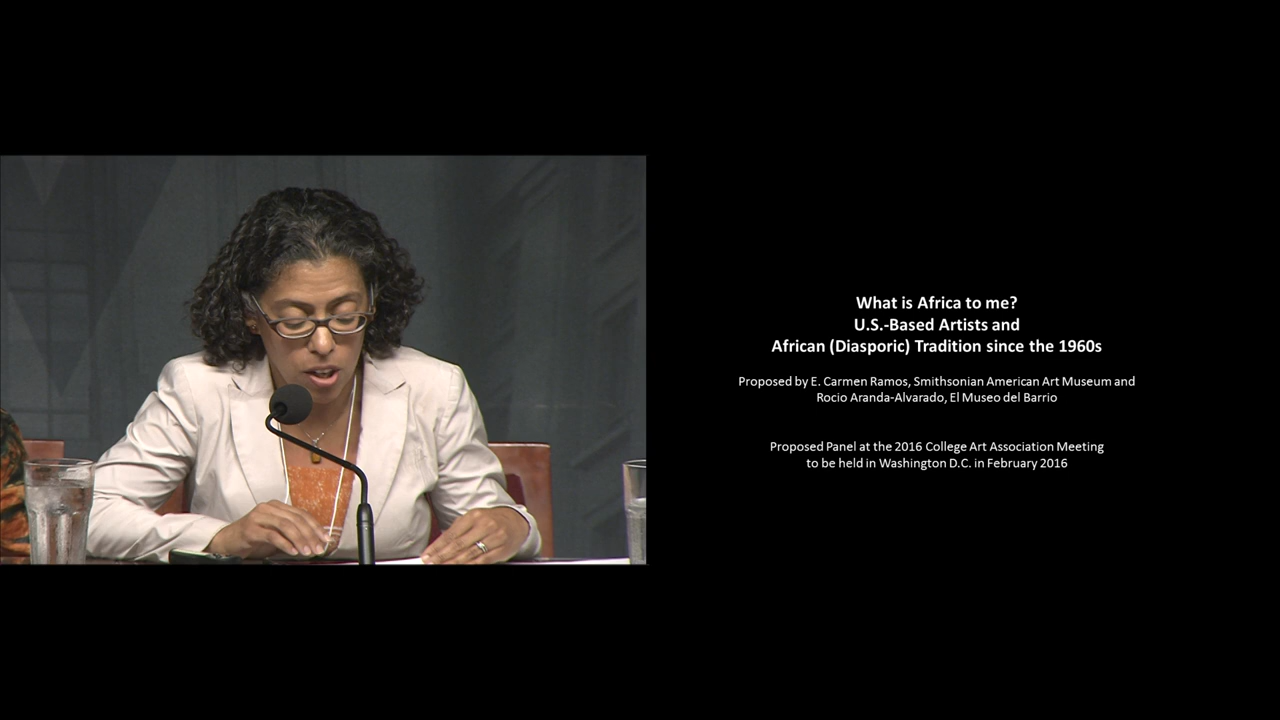 What is Africa to me?
U.S.-Based Artists and
African (Diasporic) Tradition since the 1960s
Proposed by E. Carmen Ramos, Smithsonian American Art Museum and
Rocio Aranda-Alvarado, El Museo del Barrio
Proposed Panel at the 2016 College Art Association Meeting
to be held in Washington D.C. in February 2016